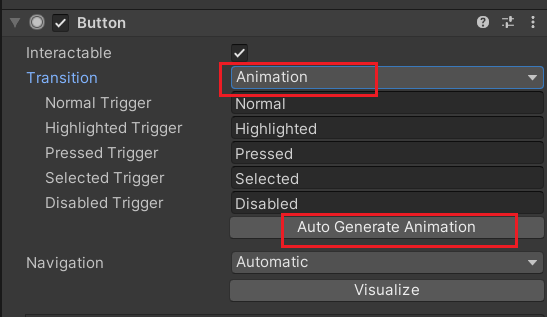 Button
Interactable
Transition Animation
Normal Trigger Normal
Highlighted Trigger Highlighted
Pressed Trigger Pressed
Selected Trigger Selected
Disabled Trigger Disabled
Auto Generate Animation
Navigation Automatic
Visualize